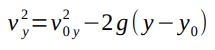 v_y^2 = v_{0y}^2 − 2g(y − y_0)